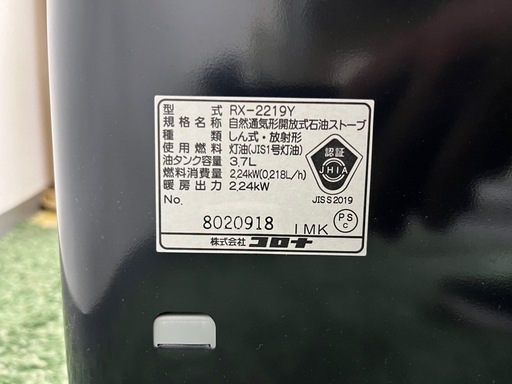 型式 RX-2219Y
規格名称 自然通気形開放式石油ストーブ
種類 しん式・放射形
使用燃料 灯油(JIS1号灯油)
油タンク容量 3.7L
燃料消費量 2.24kW(0.218L/h)
暖房出力 2.24kW
No. 8020918 IMK
認証
JHIA
JIS S 2019
PS
C
株式会社 コロナ